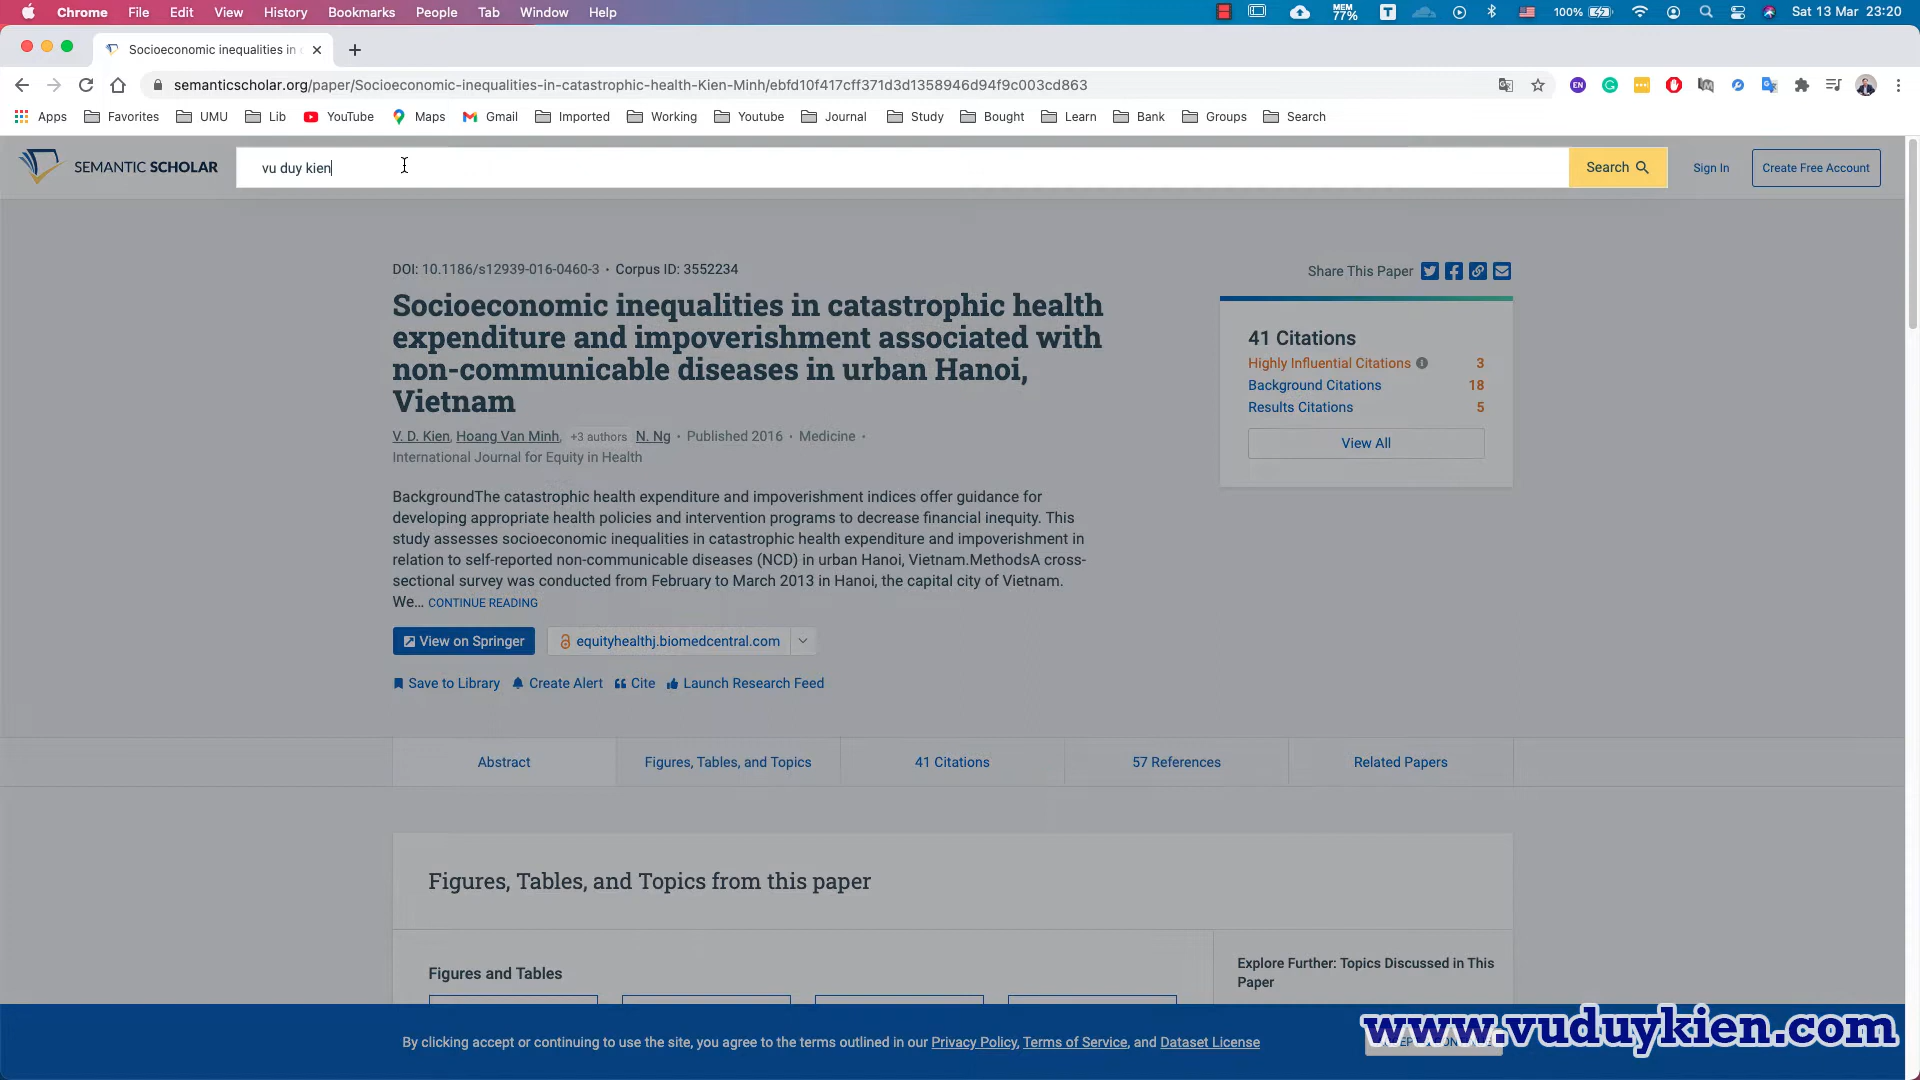 Chrome File Edit View History Bookmarks People Tab Window Help MEM 77% T 100% Sat 13 Mar 23:20
Socioeconomic inequalities in
semanticscholar.org/paper/Socioeconomic-inequalities-in-catastrophic-health-Kien-Minh/ebfd10f417cff371d3d1358946d94f9c003cd863 EN
Apps Favorites UMU Lib YouTube Maps Gmail Imported Working Youtube Journal Study Bought Learn Bank Groups Search
SEMANTIC SCHOLAR vu duy kien Search Sign In Create Free Account
DOI: 10.1186/s12939-016-0460-3 · Corpus ID: 3552234
Share This Paper
Socioeconomic inequalities in catastrophic health
expenditure and impoverishment associated with
non-communicable diseases in urban Hanoi,
Vietnam
V. D. Kien, Hoang Van Minh, +3 authors N. Ng · Published 2016 · Medicine ·
International Journal for Equity in Health
BackgroundThe catastrophic health expenditure and impoverishment indices offer guidance for
developing appropriate health policies and intervention programs to decrease financial inequity. This
study assesses socioeconomic inequalities in catastrophic health expenditure and impoverishment in
relation to self-reported non-communicable diseases (NCD) in urban Hanoi, Vietnam.MethodsA cross-
sectional survey was conducted from February to March 2013 in Hanoi, the capital city of Vietnam.
We... CONTINUE READING
View on Springer equityhealthj.biomedcentral.com
Save to Library Create Alert Cite Launch Research Feed
41 Citations
Highly Influential Citations 3
Background Citations 18
Results Citations 5
View All
Abstract Figures, Tables, and Topics 41 Citations 57 References Related Papers
Figures, Tables, and Topics from this paper
Figures and Tables
Explore Further: Topics Discussed in This
Paper
By clicking accept or continuing to use the site, you agree to the terms outlined in our Privacy Policy, Terms of Service, and Dataset License
www.vuduykien.com